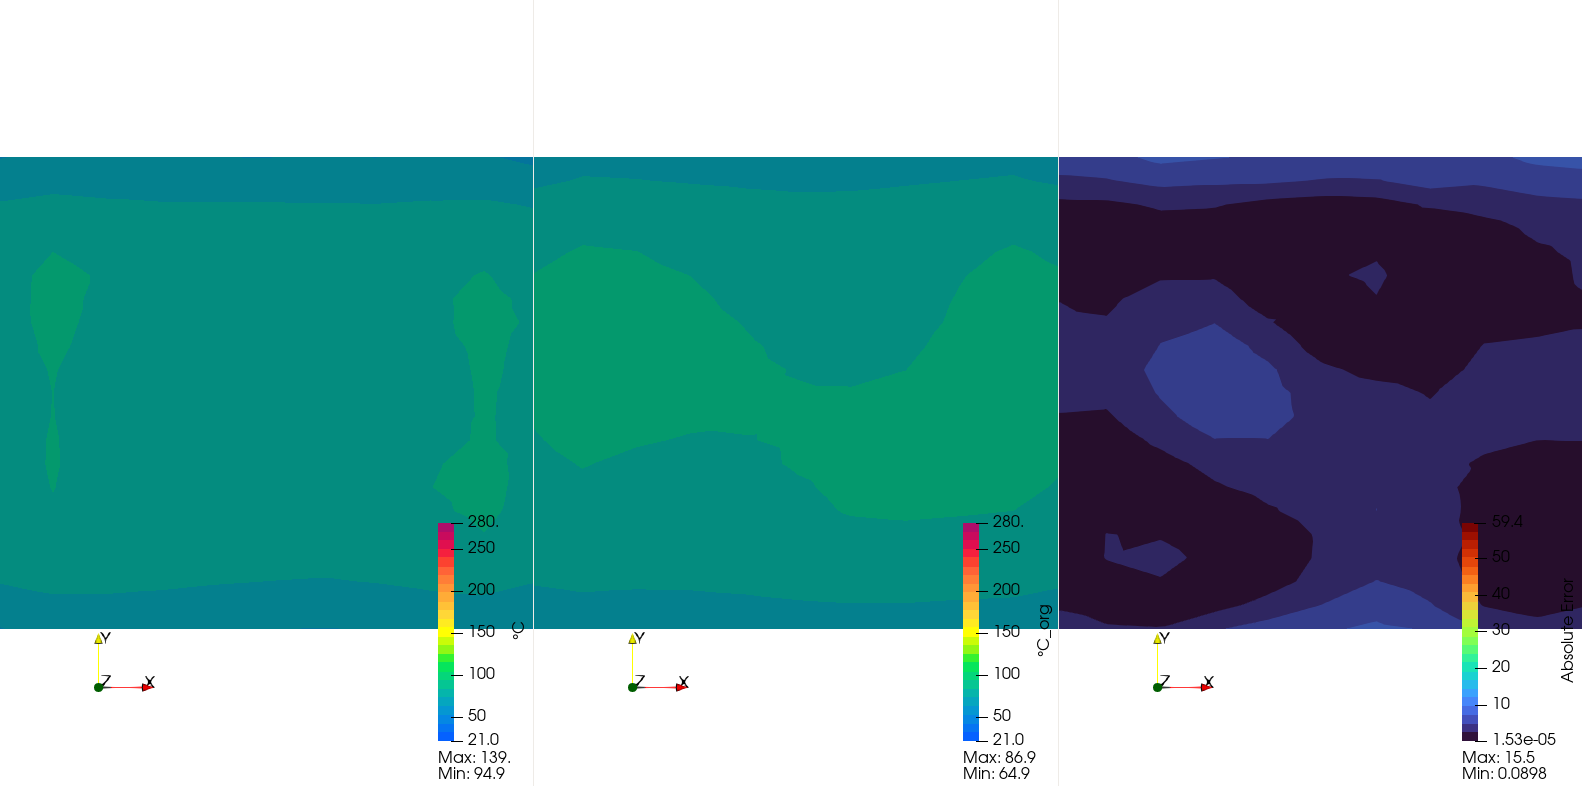 280.
250
200
150
100
50
21.0
°C
Max: 139.
Min: 94.9
Y
Z
X
280.
250
200
150
100
50
21.0
°C_org
Max: 86.9
Min: 64.9
Y
Z
X
59.4
50
40
30
20
10
1.53e-05
Absolute Error
Max: 15.5
Min: 0.0898
Y
Z
X